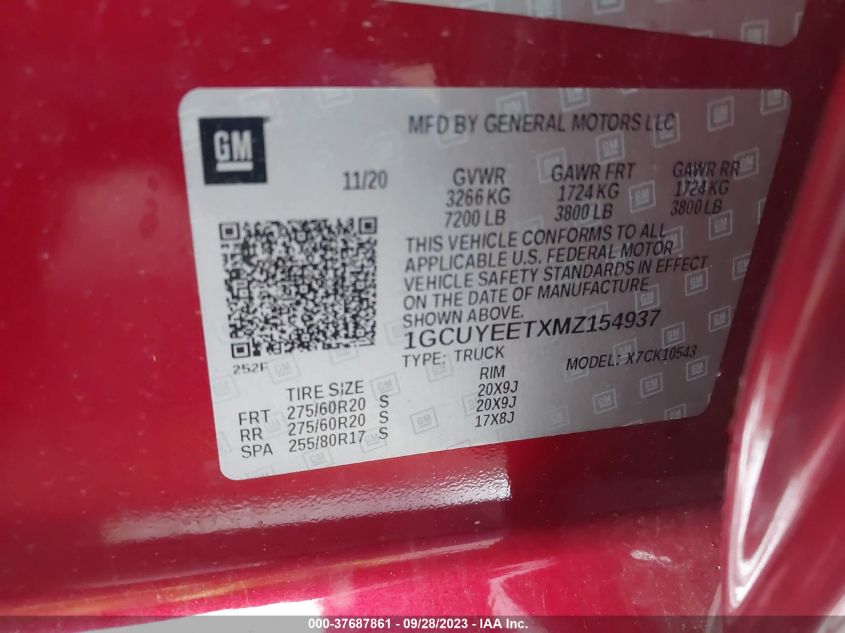 GM
MFD BY GENERAL MOTORS LLC
11/20
GVWR GAWR FRT GAWR RR
3266 KG 1724 KG 1724 KG
7200 LB 3800 LB 3800 LB
THIS VEHICLE CONFORMS TO ALL
APPLICABLE U.S. FEDERAL MOTOR
VEHICLE SAFETY STANDARDS IN EFFECT
ON THE DATE OF MANUFACTURE
SHOWN ABOVE.
1GCUYEETXMZ154937
TYPE: TRUCK MODEL: X7CK10543
252F
TIRE SIZE RIM
FRT 275/60R20 S 20X9J
RR 275/60R20 S 20X9J
SPA 255/80R17 S 17X8J
000-37687861 - 09/28/2023 - Copyright IAA, Inc.